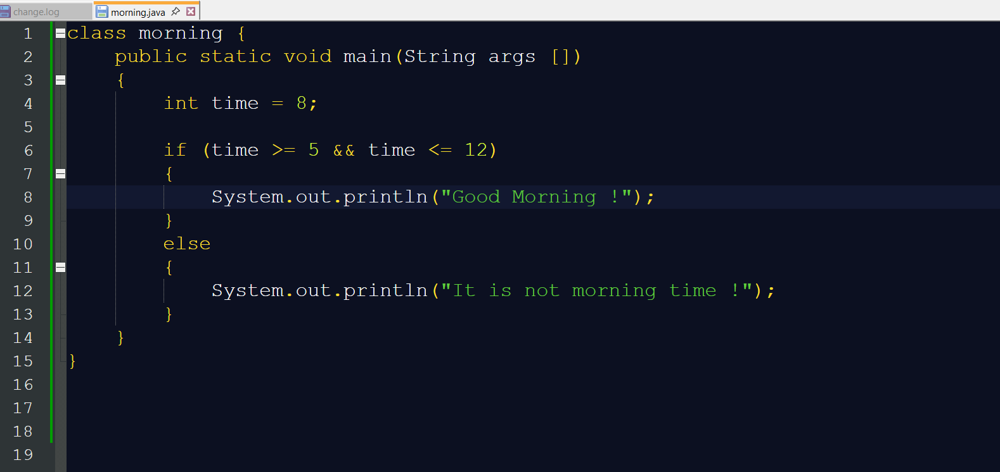 change.log morning.java
1 class morning {
2     public static void main(String args [])
3     {
4         int time = 8;
5
6         if (time >= 5 && time <= 12)
7         {
8             System.out.println("Good Morning !");
9         }
10         else
11         {
12             System.out.println("It is not morning time !");
13         }
14     }
15 }
16
17
18
19